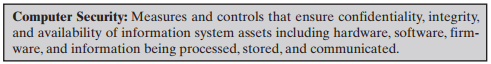 Computer Security: Measures and controls that ensure confidentiality, integrity,
and availability of information system assets including hardware, software, firm-
ware, and information being processed, stored, and communicated.